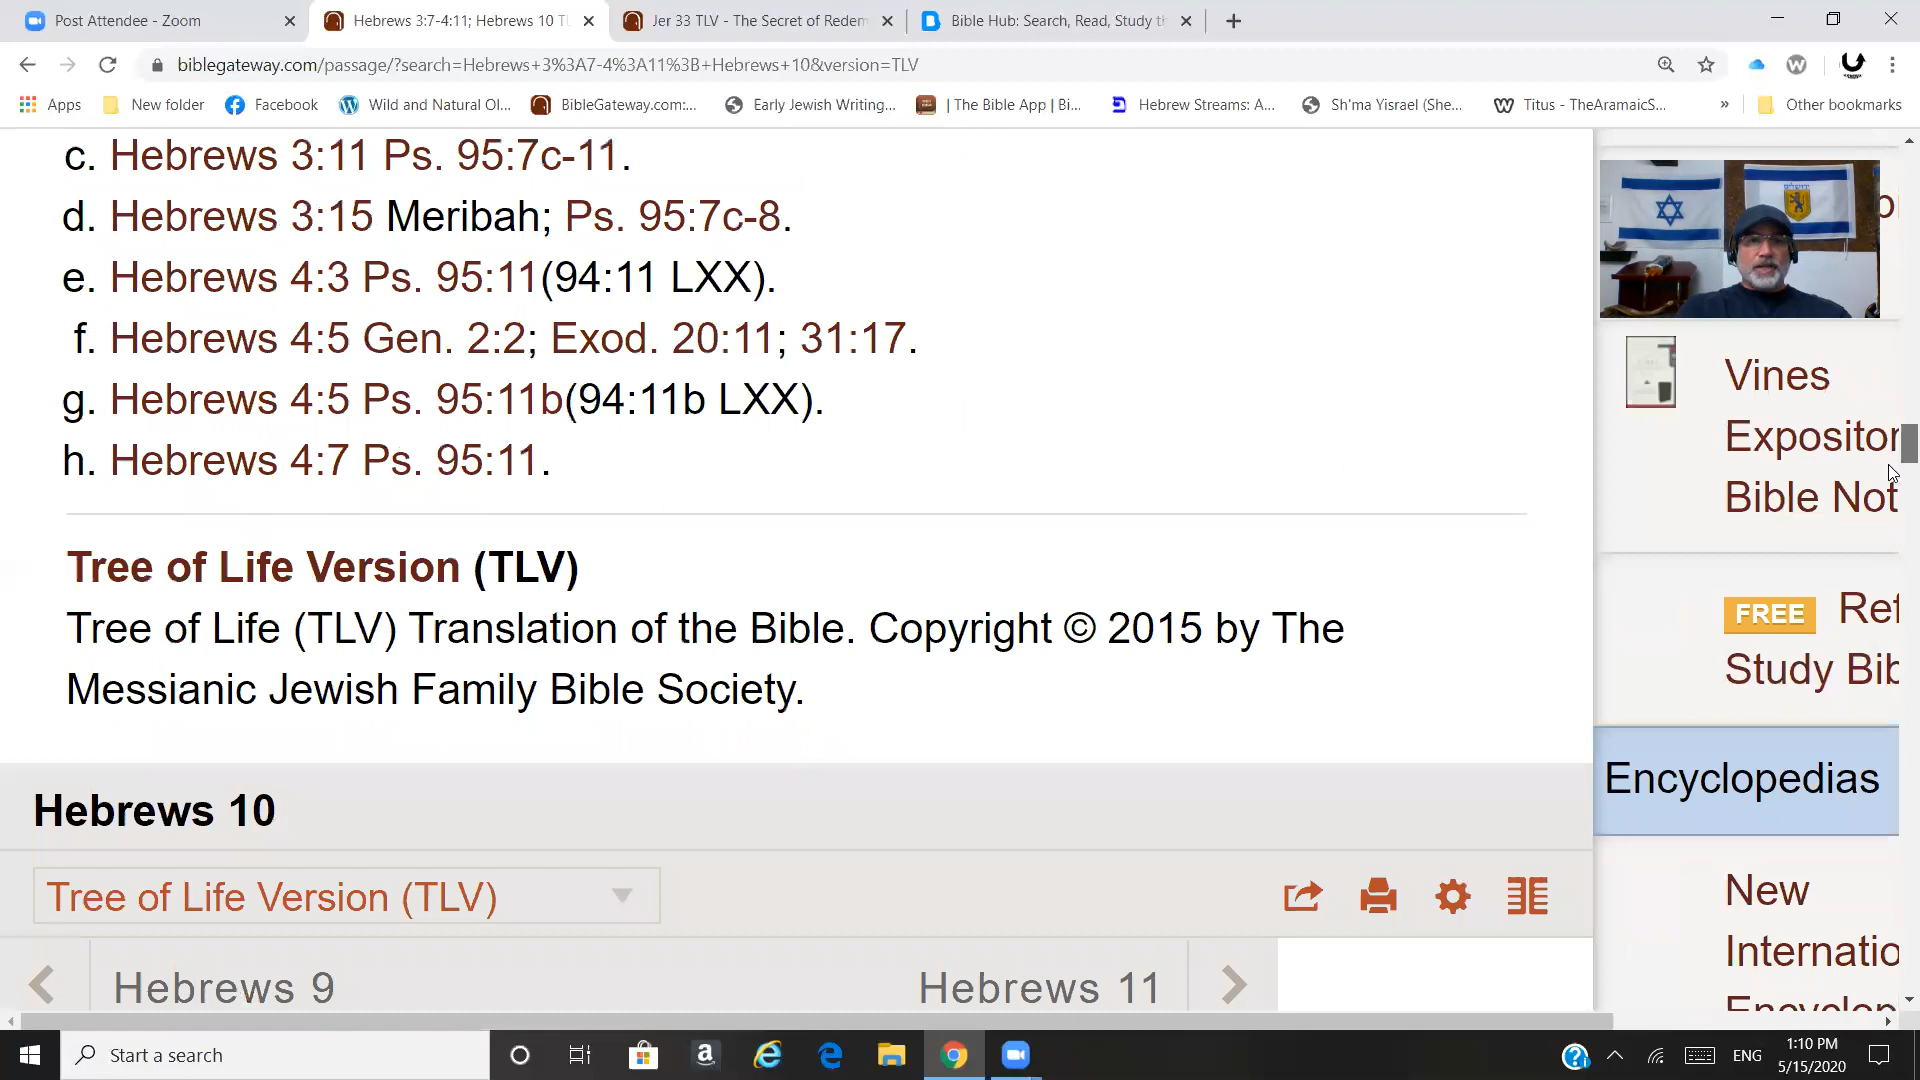 Post Attendee - Zoom
Hebrews 3:7-4:11; Hebrews 10 TL
Jer 33 TLV - The Secret of Redem
Bible Hub: Search, Read, Study th
biblegateway.com/passage/?search=Hebrews+3%3A7-4%3A11%3B+Hebrews+10&version=TLV
Apps
New folder
Facebook
Wild and Natural Ol...
BibleGateway.com:...
Early Jewish Writing...
| The Bible App | Bi...
Hebrew Streams: A...
Sh'ma Yisrael (She...
Titus - TheAramaicS...
»
Other bookmarks
c. Hebrews 3:11 Ps. 95:7c-11.
d. Hebrews 3:15 Meribah; Ps. 95:7c-8.
e. Hebrews 4:3 Ps. 95:11(94:11 LXX).
f. Hebrews 4:5 Gen. 2:2; Exod. 20:11; 31:17.
g. Hebrews 4:5 Ps. 95:11b(94:11b LXX).
h. Hebrews 4:7 Ps. 95:11.
Tree of Life Version (TLV)
Tree of Life (TLV) Translation of the Bible. Copyright © 2015 by The
Messianic Jewish Family Bible Society.
Hebrews 10
Tree of Life Version (TLV)
Hebrews 9
Hebrews 11
Vines
Expositor
Bible Not
FREE Ref
Study Bib
Encyclopedias
New
Internatio
Encyclop
Start a search
ENG
1:10 PM
5/15/2020